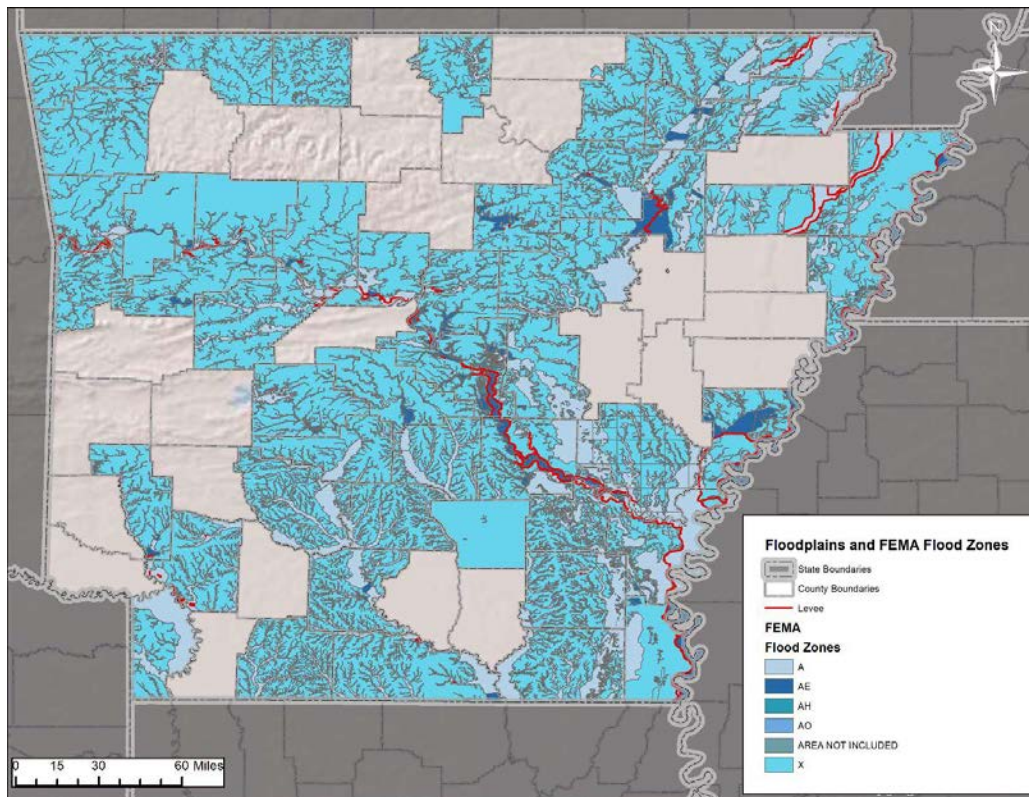 N
S
Floodplains and FEMA Flood Zones
State Boundaries
County Boundaries
Levee
FEMA
Flood Zones
A
AE
AH
AO
AREA NOT INCLUDED
X
0 15 30 60 Miles